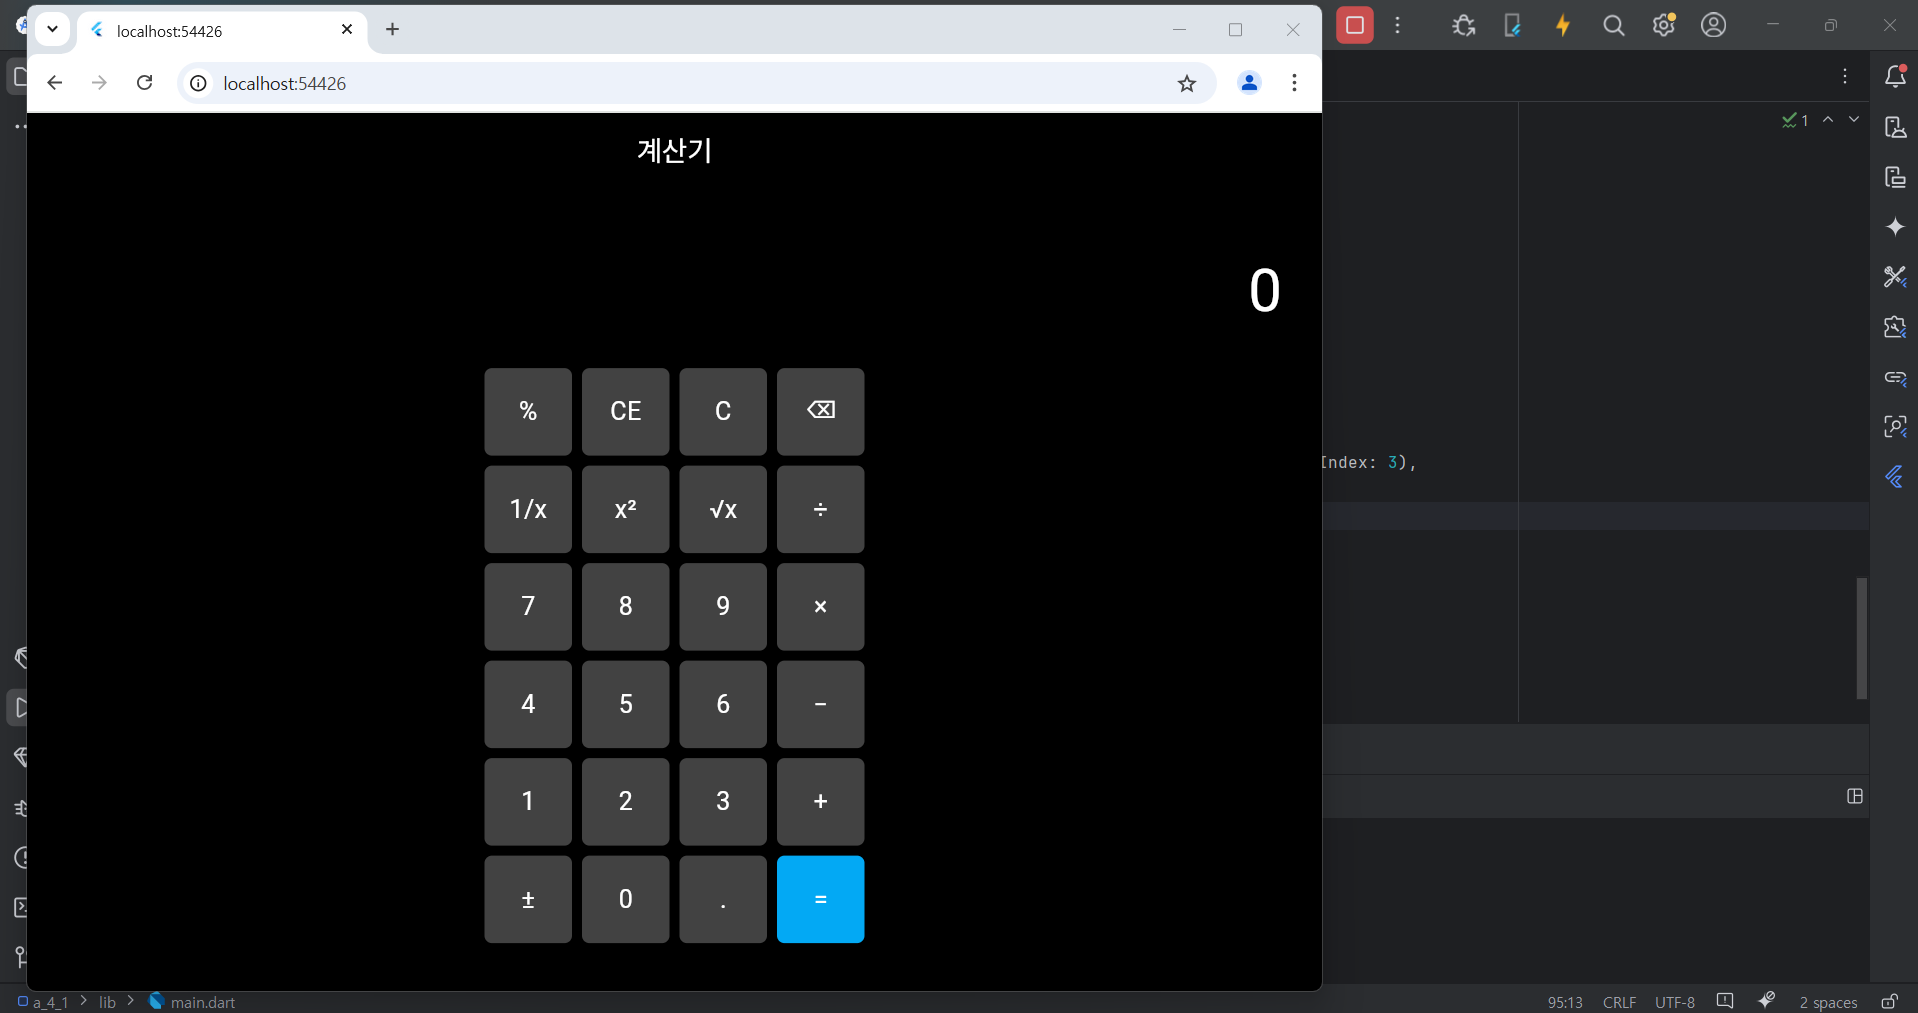 localhost:54426
localhost:54426
계산기
0
% CE C
1/x x² √x ÷
7 8 9 ×
4 5 6 −
1 2 3 +
± 0 . =
1
Index: 3),
a_4_1 > lib > main.dart
95:13 CRLF UTF-8 2 spaces